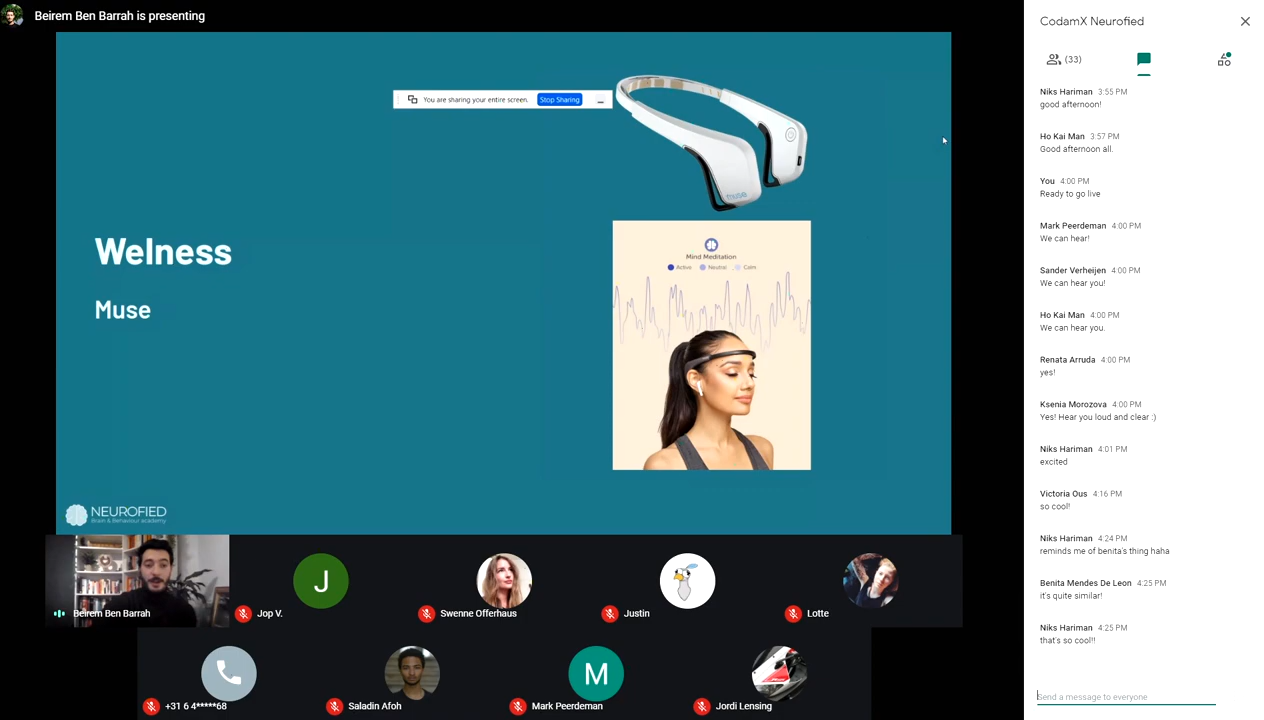 Beirem Ben Barrah is presenting
You are sharing your entire screen.
Stop Sharing
muse
Welness
Muse
Mind Meditation
Active
Neutral
Calm
NEUROFIED
Brain & Behaviour academy
Beirem Ben Barrah
Jop V.
Swenne Offerhaus
Justin
Lotte
J
+31 6 4*****68
Saladin Afoh
Mark Peerdeman
Jordi Lensing
M
CodamX Neurofied
(33)
Niks Hariman 3:55 PM
good afternoon!
Ho Kai Man 3:57 PM
Good afternoon all.
You 4:00 PM
Ready to go live
Mark Peerdeman 4:00 PM
We can hear!
Sander Verheijen 4:00 PM
We can hear you!
Ho Kai Man 4:00 PM
We can hear you.
Renata Arruda 4:00 PM
yes!
Ksenia Morozova 4:00 PM
Yes! Hear you loud and clear :)
Niks Hariman 4:01 PM
excited
Victoria Ous 4:16 PM
so cool!
Niks Hariman 4:24 PM
reminds me of benita's thing haha
Benita Mendes De Leon 4:25 PM
it's quite similar!
Niks Hariman 4:25 PM
that's so cool!!
Send a message to everyone